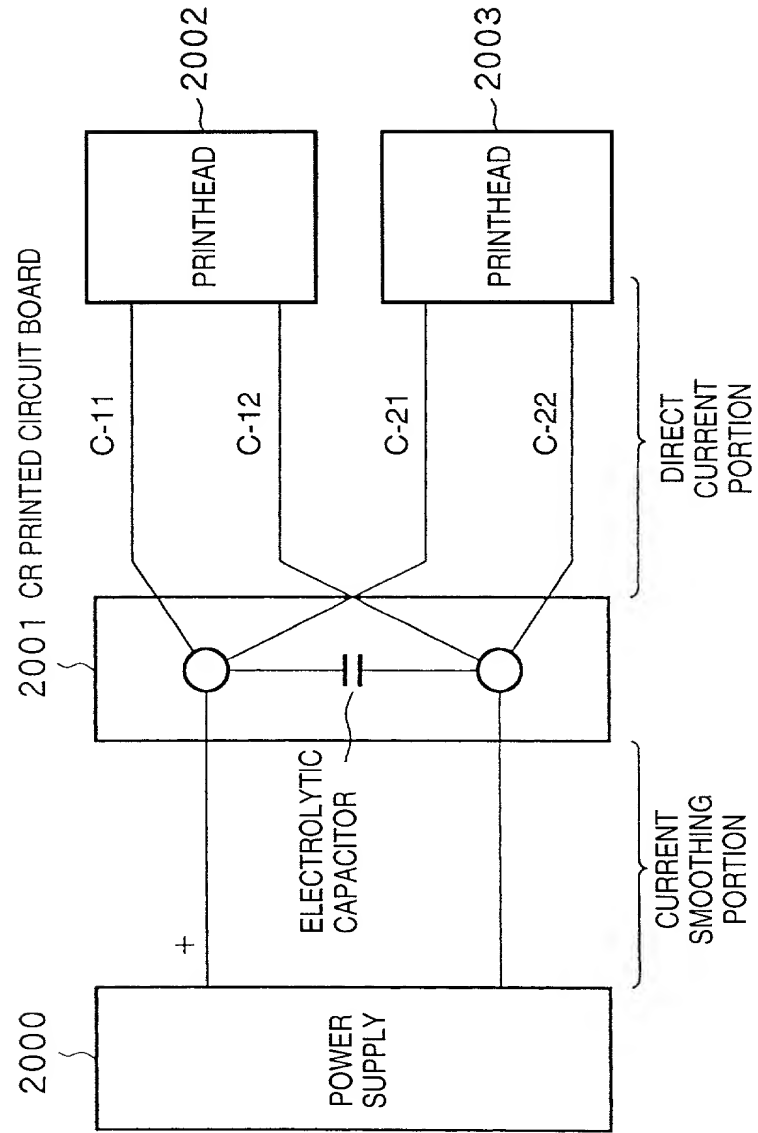 2000
POWER
SUPPLY
+
CURRENT
SMOOTHING
PORTION
ELECTROLYTIC
CAPACITOR
2001 CR PRINTED CIRCUIT BOARD
C-11
C-12
C-21
C-22
DIRECT
CURRENT
PORTION
PRINTHEAD
2002
PRINTHEAD
2003